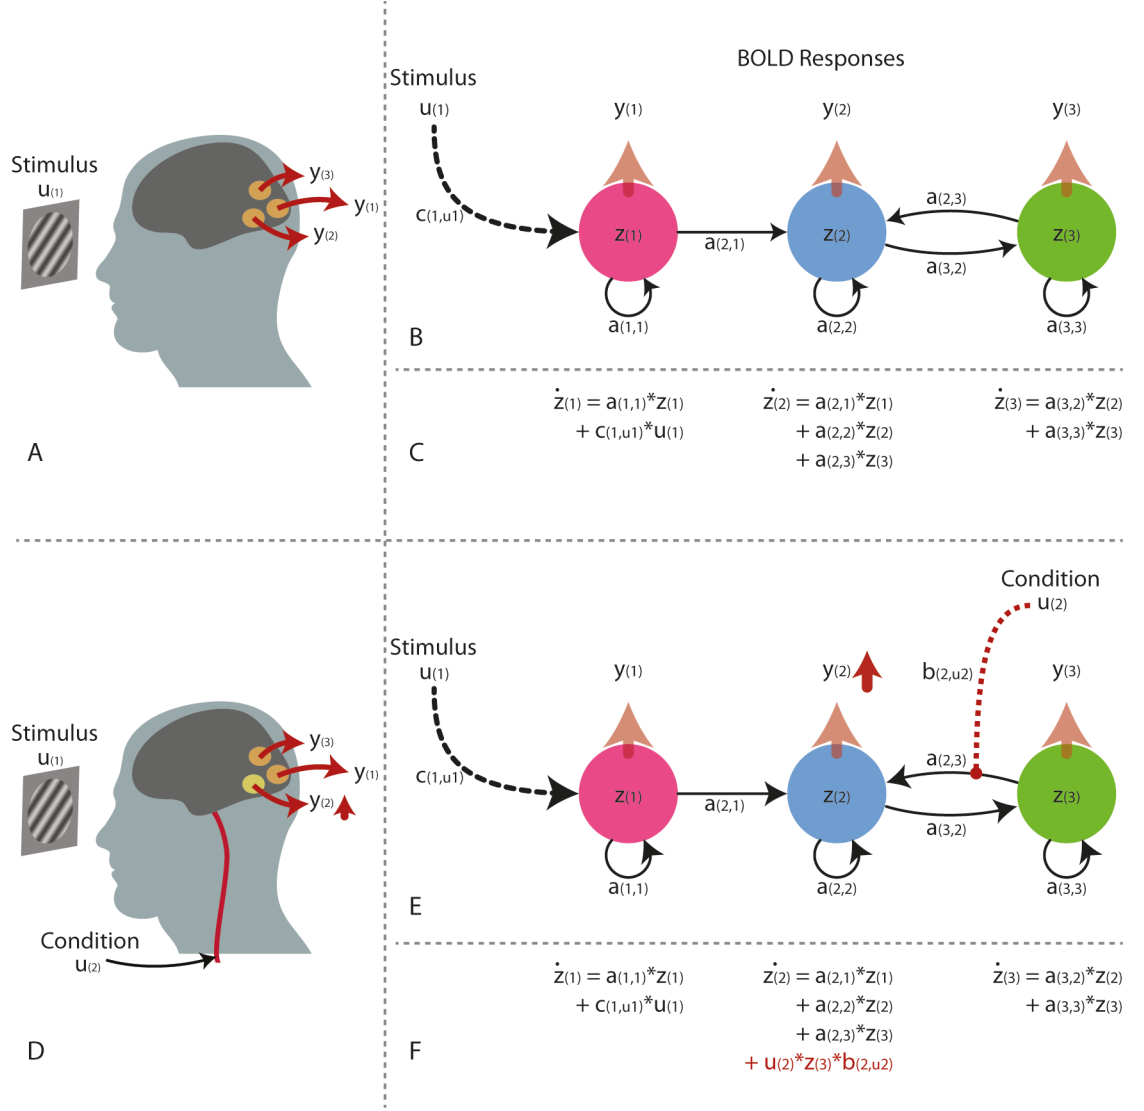 Stimulus
u(1)
y(3)
y(1)
y(2)
A
BOLD Responses
Stimulus
u(1)
y(1)
y(2)
y(3)
c(1,u1)
z(1)
a(2,1)
z(2)
a(2,3)
a(3,2)
z(3)
a(1,1)
a(2,2)
a(3,3)
B
ż(1) = a(1,1)*z(1)
+ c(1,u1)*u(1)
ż(2) = a(2,1)*z(1)
+ a(2,2)*z(2)
+ a(2,3)*z(3)
ż(3) = a(3,2)*z(2)
+ a(3,3)*z(3)
C
Stimulus
u(1)
y(3)
y(1)
y(2)
Condition
u(2)
D
Condition
u(2)
Stimulus
u(1)
y(1)
y(2)
b(2,u2)
y(3)
c(1,u1)
z(1)
a(2,1)
z(2)
a(2,3)
a(3,2)
z(3)
a(1,1)
a(2,2)
a(3,3)
E
ż(1) = a(1,1)*z(1)
+ c(1,u1)*u(1)
ż(2) = a(2,1)*z(1)
+ a(2,2)*z(2)
+ a(2,3)*z(3)
+ u(2)*z(3)*b(2,u2)
ż(3) = a(3,2)*z(2)
+ a(3,3)*z(3)
F